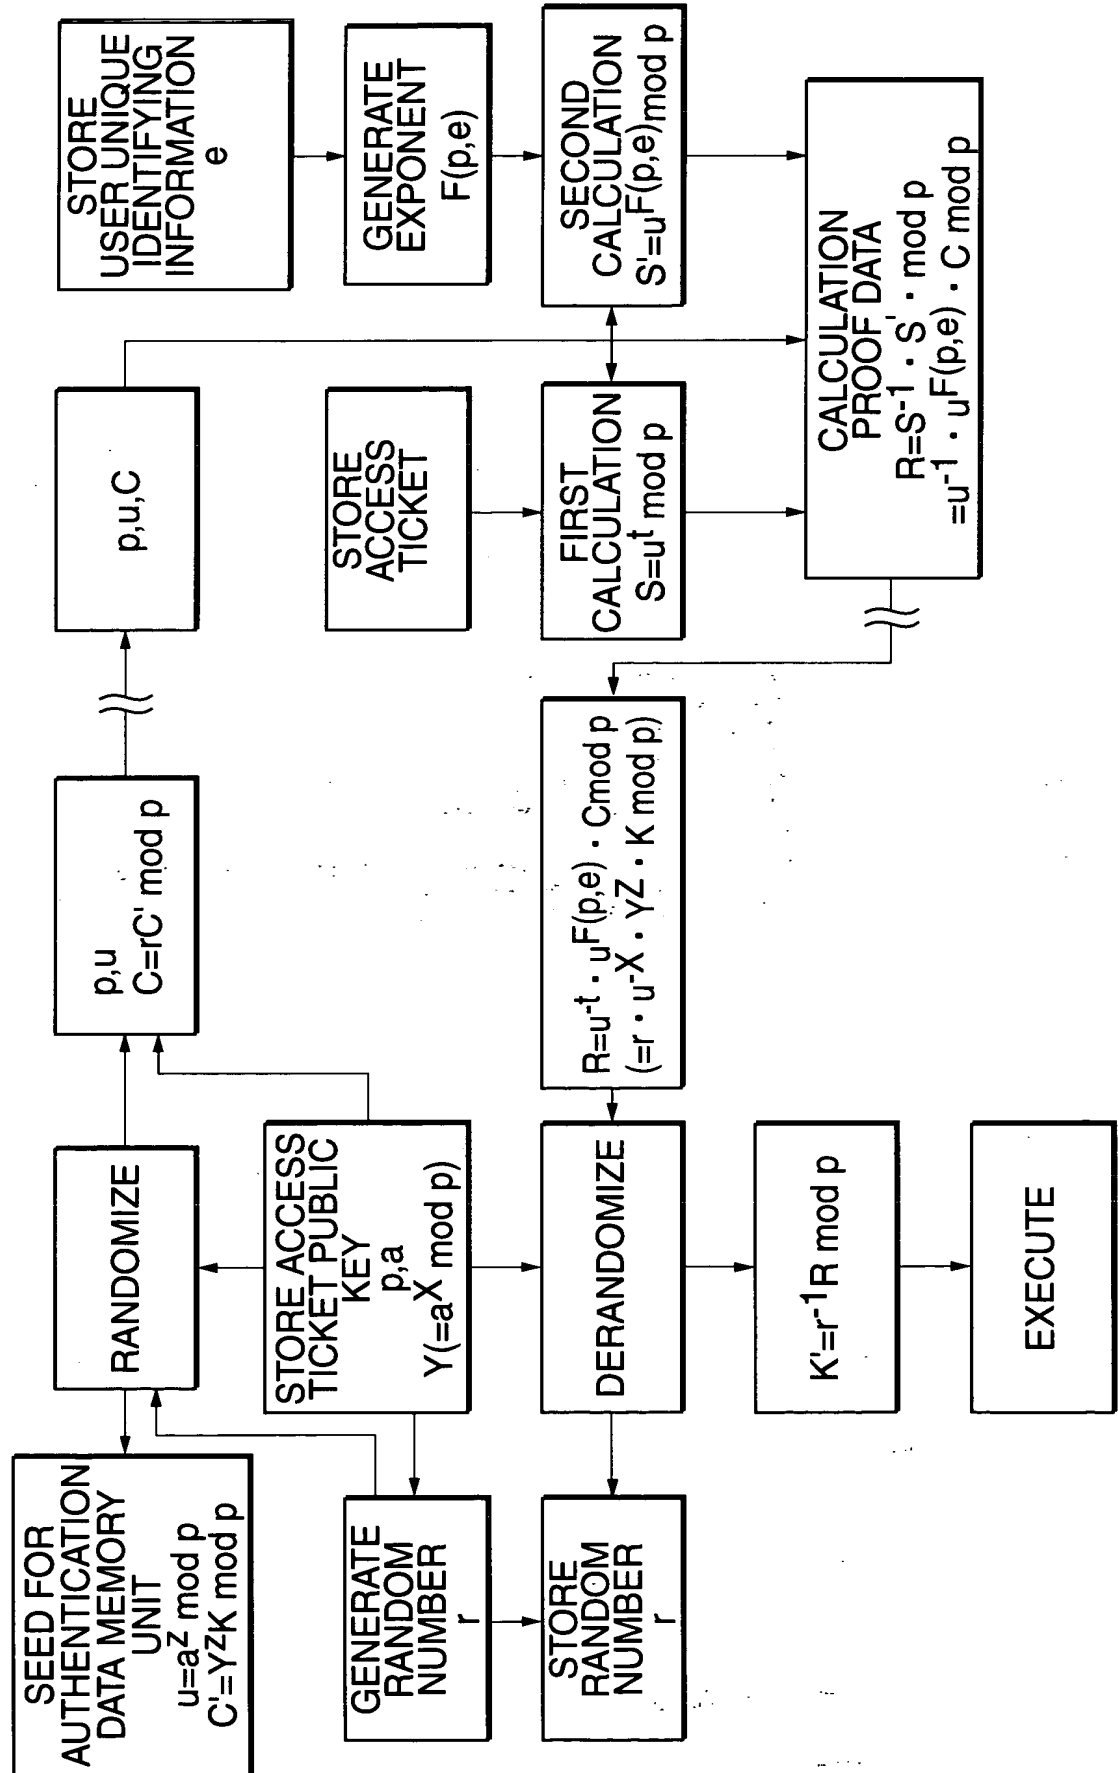 SEED FOR
AUTHENTICATION
DATA MEMORY
UNIT
u=a^z mod p
C'=Y^zK mod p
RANDOMIZE
p,u
C=rC' mod p
p,u,C
STORE
USER UNIQUE
IDENTIFYING
INFORMATION
e
STORE ACCESS
TICKET PUBLIC
KEY
p,a
Y(=a^X mod p)
STORE
ACCESS
TICKET
GENERATE
RANDOM
NUMBER
r
GENERATE
EXPONENT
F(p,e)
STORE
RANDOM
NUMBER
r
DERANDOMIZE
R=u^-t · u^F(p,e) · Cmod p
(=r · u^-X · Y^Z · K mod p)
FIRST
CALCULATION
S=u^t mod p
SECOND
CALCULATION
S'=u^F(p,e) mod p
K'=r^-1R mod p
CALCULATION
PROOF DATA
R=S^-1 · S' · mod p
=u^-1 · u^F(p,e) · C mod p
EXECUTE